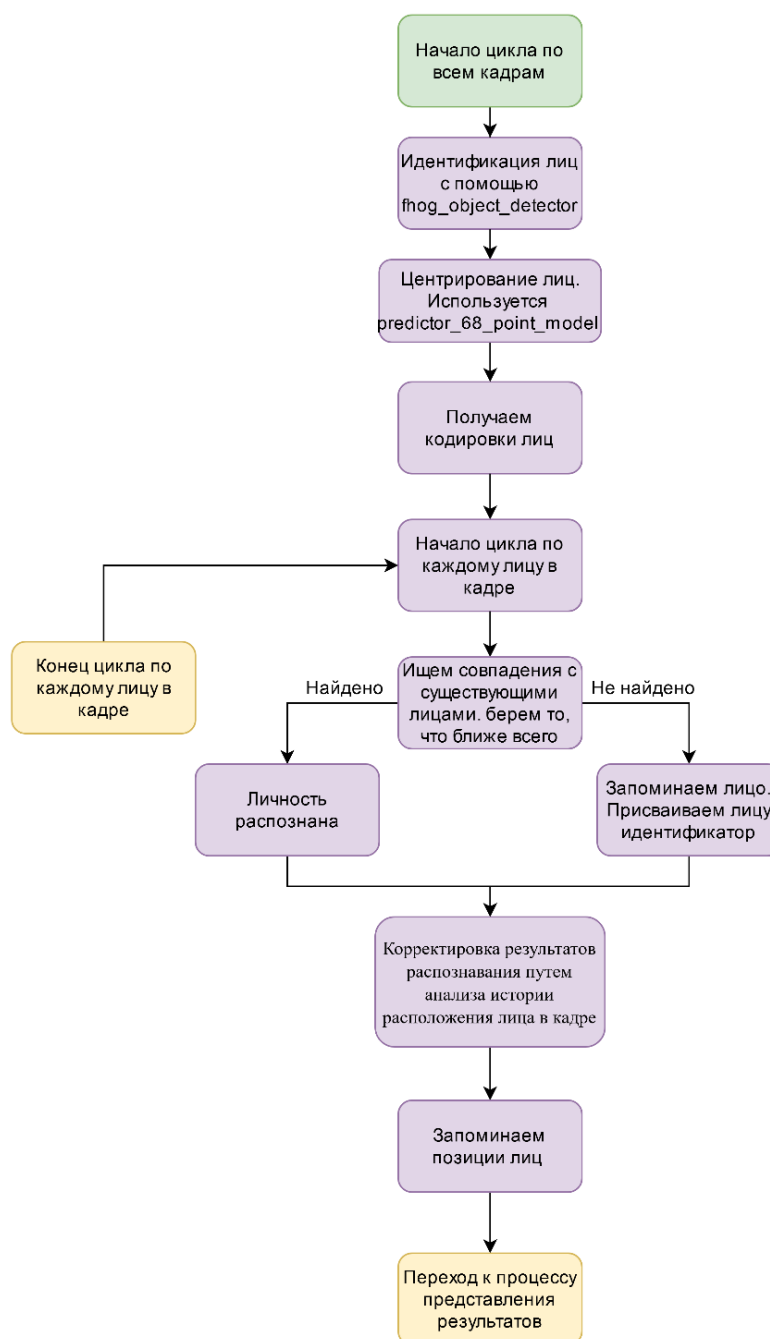 Начало цикла по
всем кадрам
Идентификация лиц
с помощью
fhog_object_detector
Центрирование лиц.
Используется
predictor_68_point_model
Получаем
кодировки лиц
Начало цикла по
каждому лицу в
кадре
Конец цикла по
каждому лицу в
кадре
Ищем совпадения с
существующими
лицами. берем то,
что ближе всего
Найдено
Не найдено
Личность
распознана
Запоминаем лицо.
Присваиваем лицу
идентификатор
Корректировка результатов
распознавания путем
анализа истории
расположения лица в кадре
Запоминаем
позиции лиц
Переход к процессу
представления
результатов